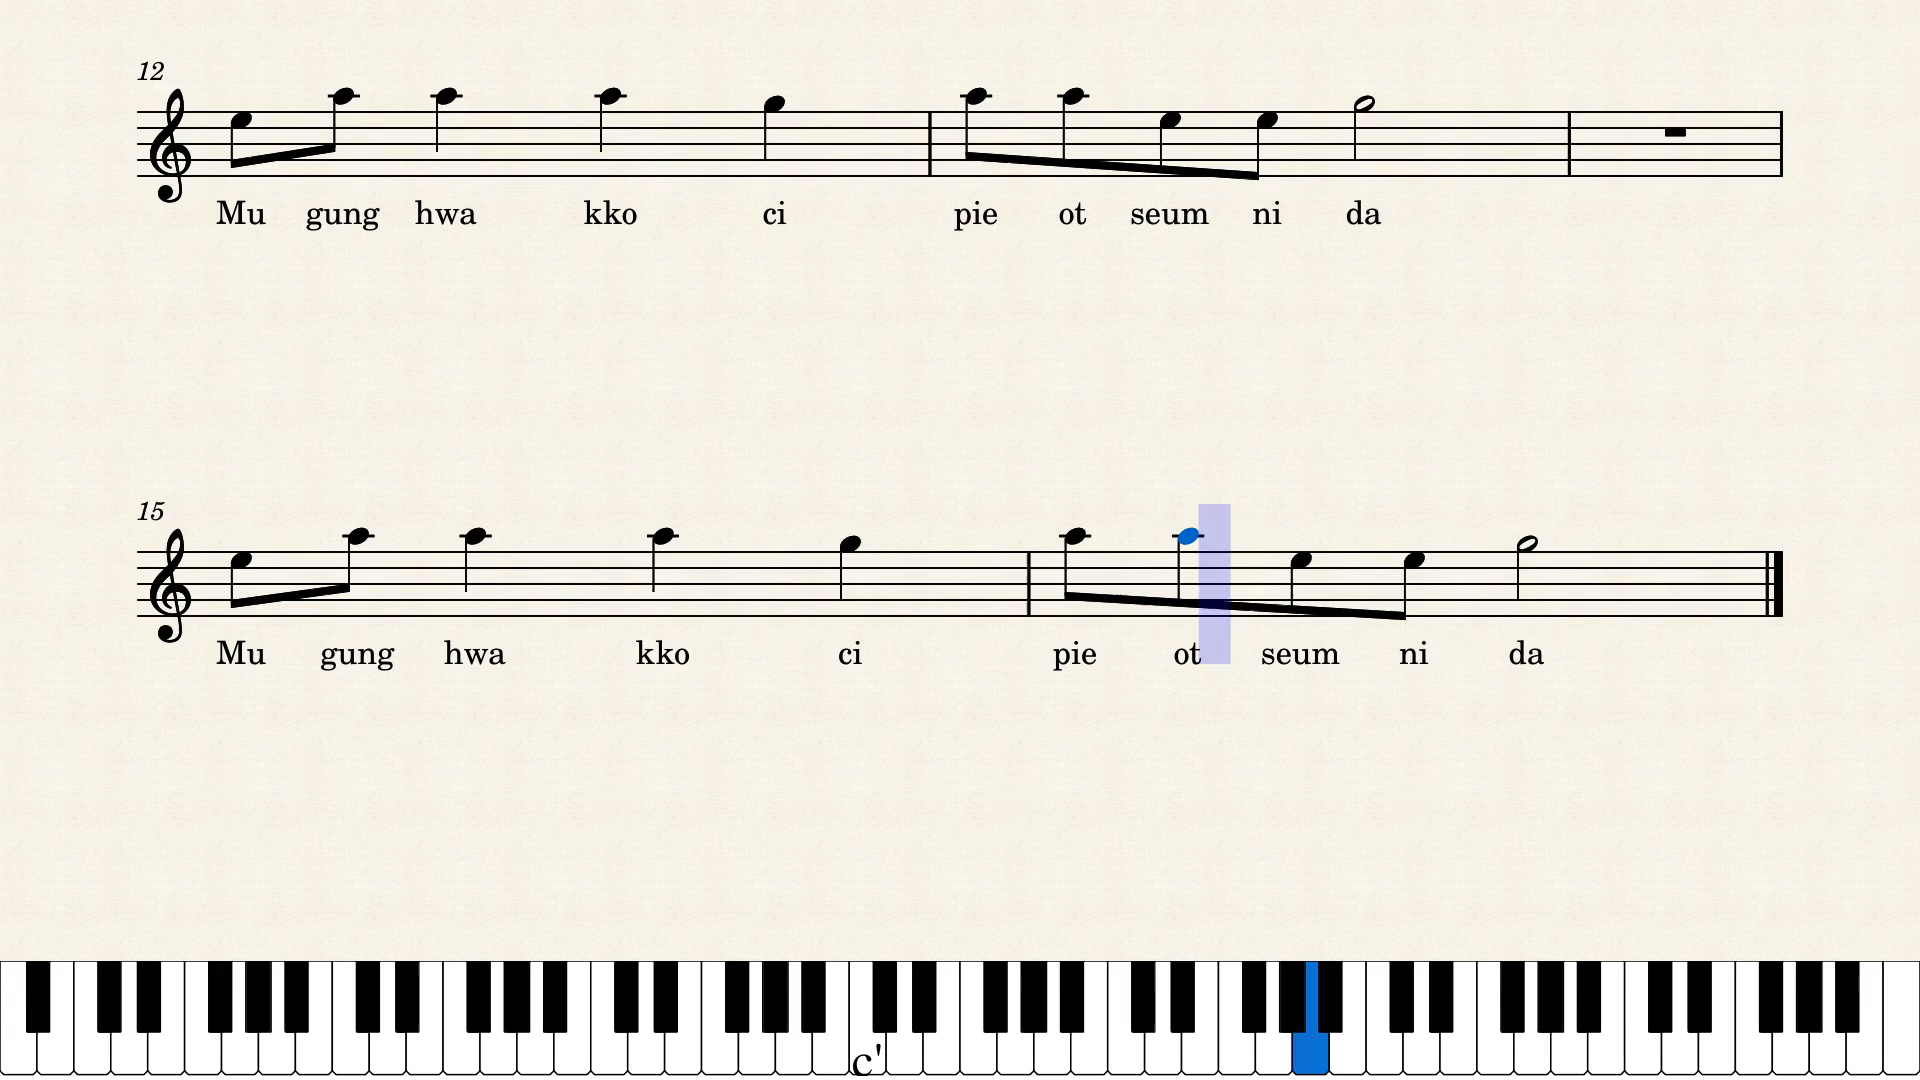 12
Mu gung hwa kko ci pie ot seum ni da
15
Mu gung hwa kko ci pie ot seum ni da
c'